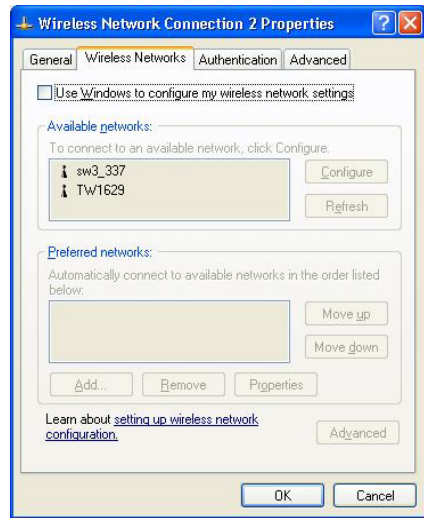 Wireless Network Connection 2 Properties
General Wireless Networks Authentication Advanced
Use Windows to configure my wireless network settings
Available networks:
To connect to an available network, click Configure.
sw3_337
Configure
TW1629
Refresh
Preferred networks:
Automatically connect to available networks in the order listed
below:
Move up
Move down
Add... Remove Properties
Learn about setting up wireless network
configuration.
Advanced
OK Cancel